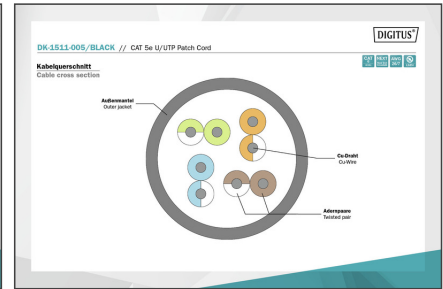 DIGITUS®
DK-1511-005/BLACK // CAT 5e U/UTP Patch Cord
Kabelquerschnitt
Cable cross section
Außenmantel
Outer jacket
Cu-Draht
Cu-Wire
Adernpaare
Twisted pair